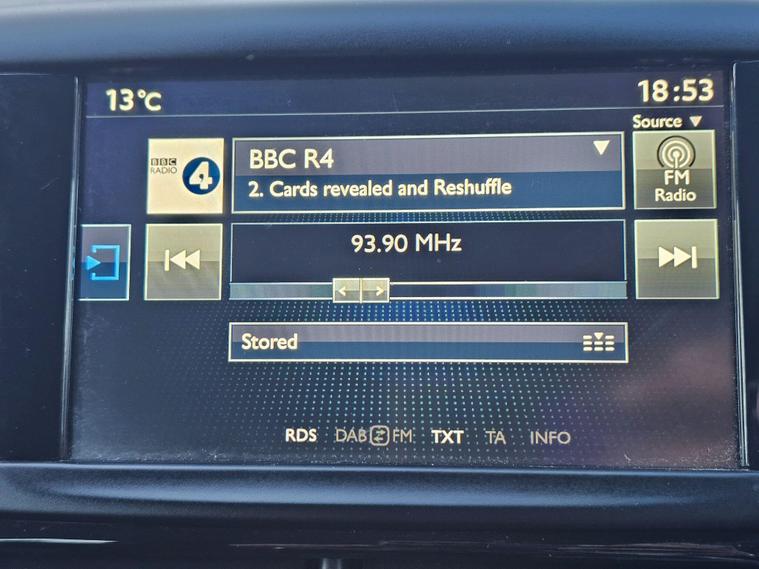 13°C
18:53
Source
BBC RADIO 4
BBC R4
2. Cards revealed and Reshuffle
FM
Radio
93.90 MHz
Stored
RDS DAB FM TXT TA INFO